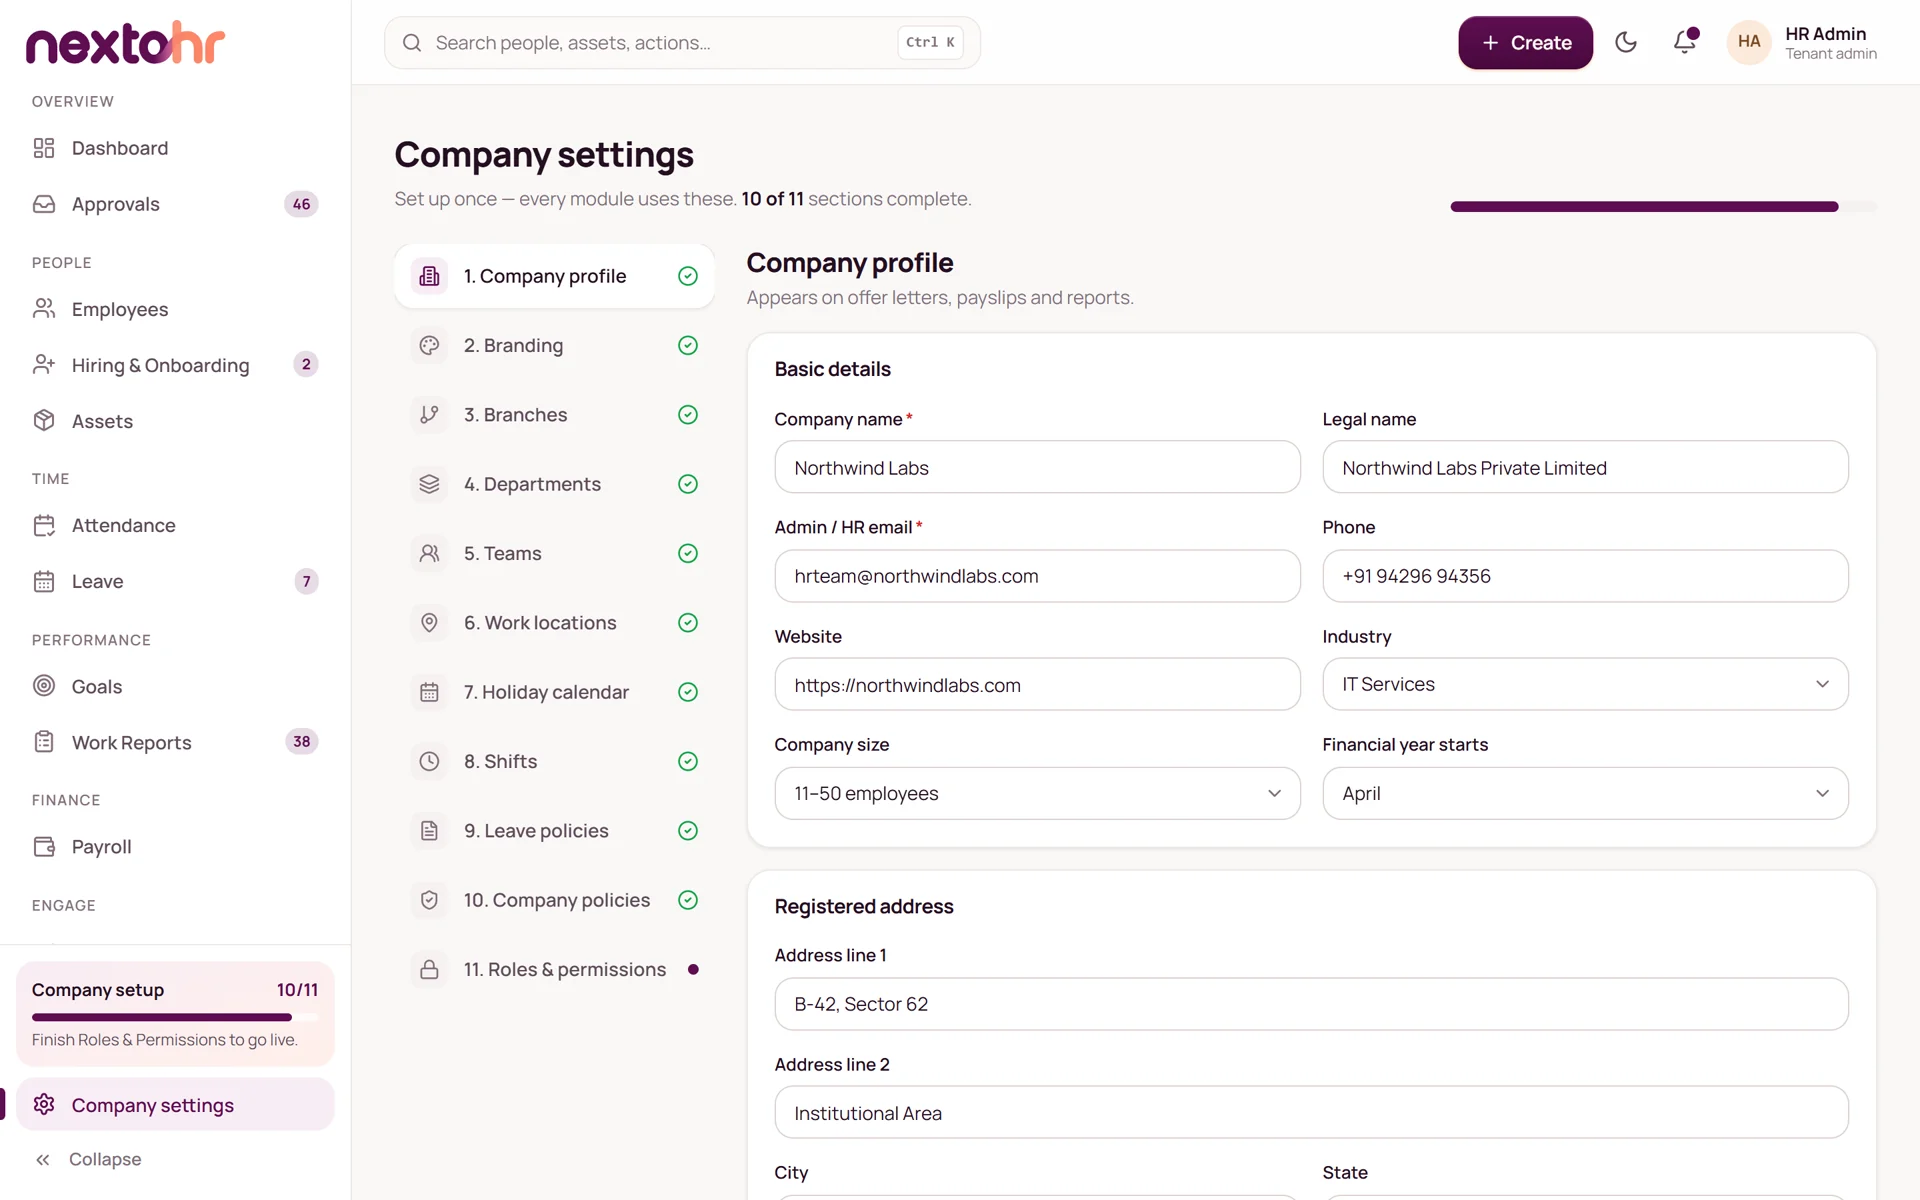 nextohr
OVERVIEW
Dashboard
Approvals 46
PEOPLE
Employees
Hiring & Onboarding 2
Assets
TIME
Attendance
Leave 7
PERFORMANCE
Goals
Work Reports 38
FINANCE
Payroll
ENGAGE
Company setup 10/11
Finish Roles & Permissions to go live.
Company settings
Collapse
Search people, assets, actions... Ctrl K
+ Create
HA
HR Admin
Tenant admin
Company settings
Set up once — every module uses these. 10 of 11 sections complete.
1. Company profile
2. Branding
3. Branches
4. Departments
5. Teams
6. Work locations
7. Holiday calendar
8. Shifts
9. Leave policies
10. Company policies
11. Roles & permissions
Company profile
Appears on offer letters, payslips and reports.
Basic details
Company name * Legal name
Northwind Labs Northwind Labs Private Limited
Admin / HR email * Phone
hrteam@northwindlabs.com +91 94296 94356
Website Industry
https://northwindlabs.com IT Services
Company size Financial year starts
11–50 employees April
Registered address
Address line 1
B-42, Sector 62
Address line 2
Institutional Area
City State